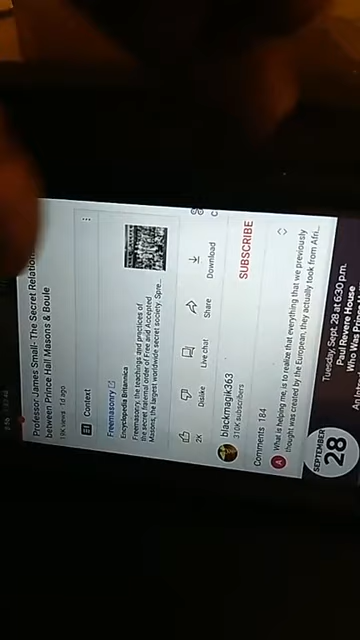 Professor James Small- The Secret Relation
between Prince Hall Masons & Boule
19K views 1d ago
Context
Freemasonry
Encyclopedia Britannica
Freemasonry, the teachings and practices of
the secret fraternal order of Free and Accepted
Masons, the largest worldwide secret society. Spre...
2K
Dislike
Live chat
Share
Download
blackmagik363
310K subscribers
SUBSCRIBE
Comments 184
A
What is helping me, is to realize that everything that we previously
thought was created by the European, they actually took from Afri...
SEPTEMBER
28
Tuesday, Sept. 28 at 6:30 p.m.
Paul Revere House
Who Was Prince